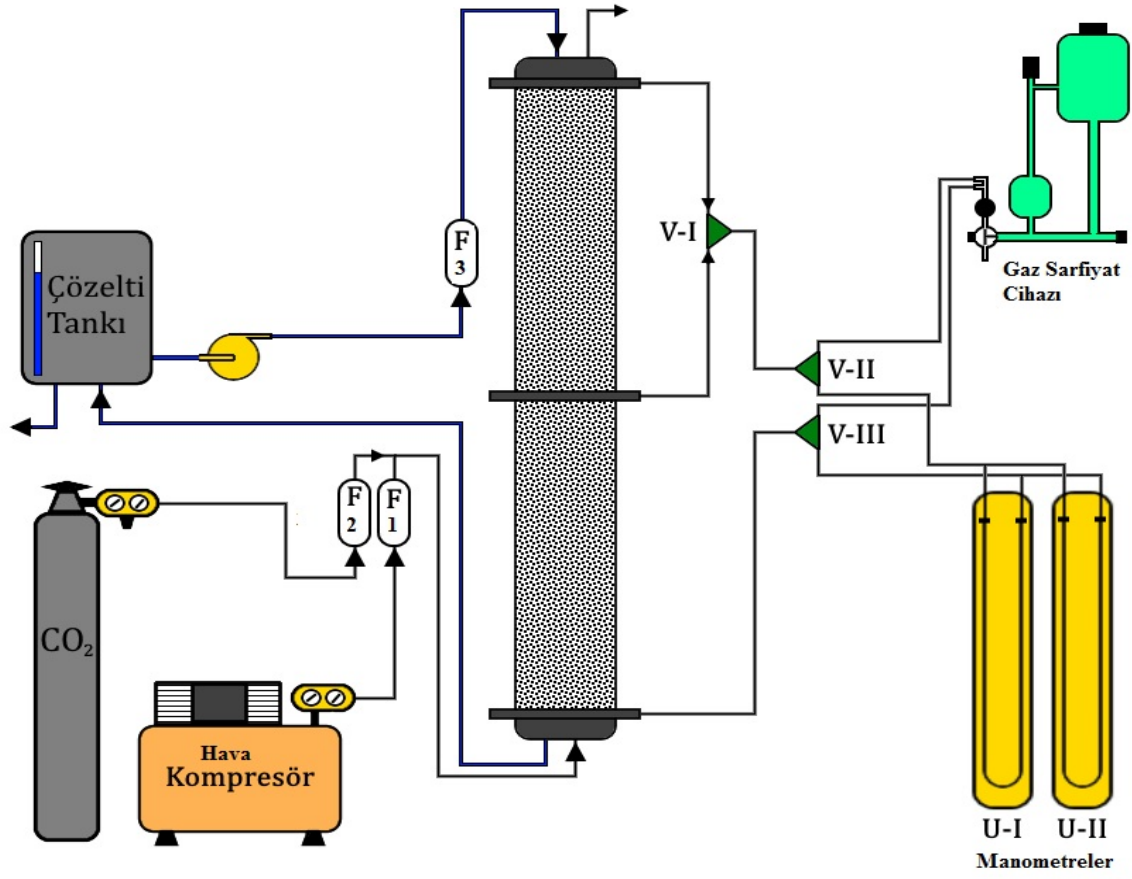 F
3
V-I
Gaz Sarfiyat
Cihazı
Çözelti
Tankı
V-II
V-III
F
2
F
1
CO₂
Hava
Kompresör
U-I
U-II
Manometreler